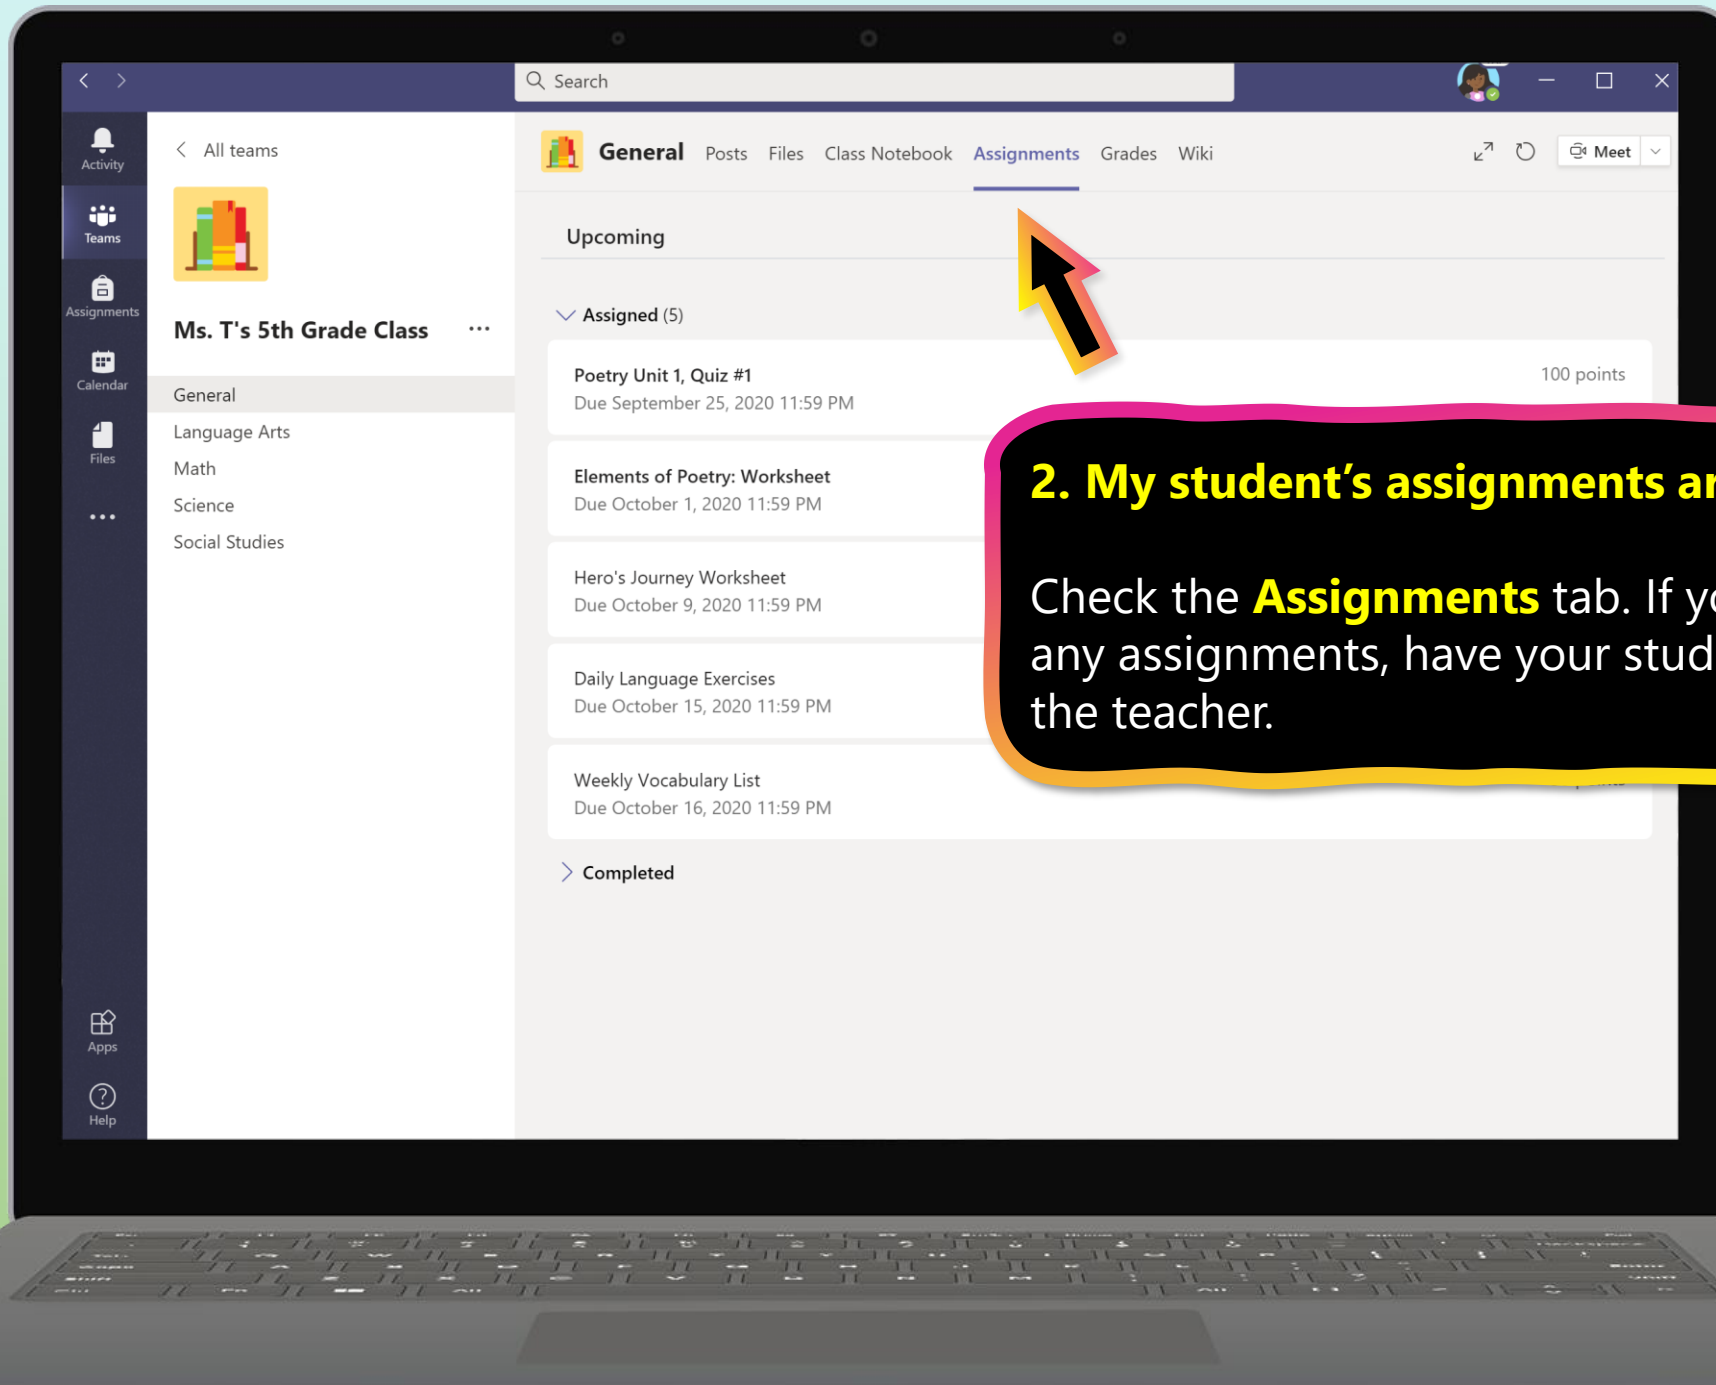 Search
Activity
Teams
Assignments
Calendar
Files
Apps
Help
All teams
Ms. T's 5th Grade Class
General
Language Arts
Math
Science
Social Studies
General Posts Files Class Notebook Assignments Grades Wiki
Meet
Upcoming
Assigned (5)
Poetry Unit 1, Quiz #1
100 points
Due September 25, 2020 11:59 PM
Elements of Poetry: Worksheet
Due October 1, 2020 11:59 PM
Hero's Journey Worksheet
Due October 9, 2020 11:59 PM
Daily Language Exercises
Due October 15, 2020 11:59 PM
Weekly Vocabulary List
Due October 16, 2020 11:59 PM
Completed
2. My student’s assignments
Check the Assignments tab. If
any assignments, have your
the teacher.